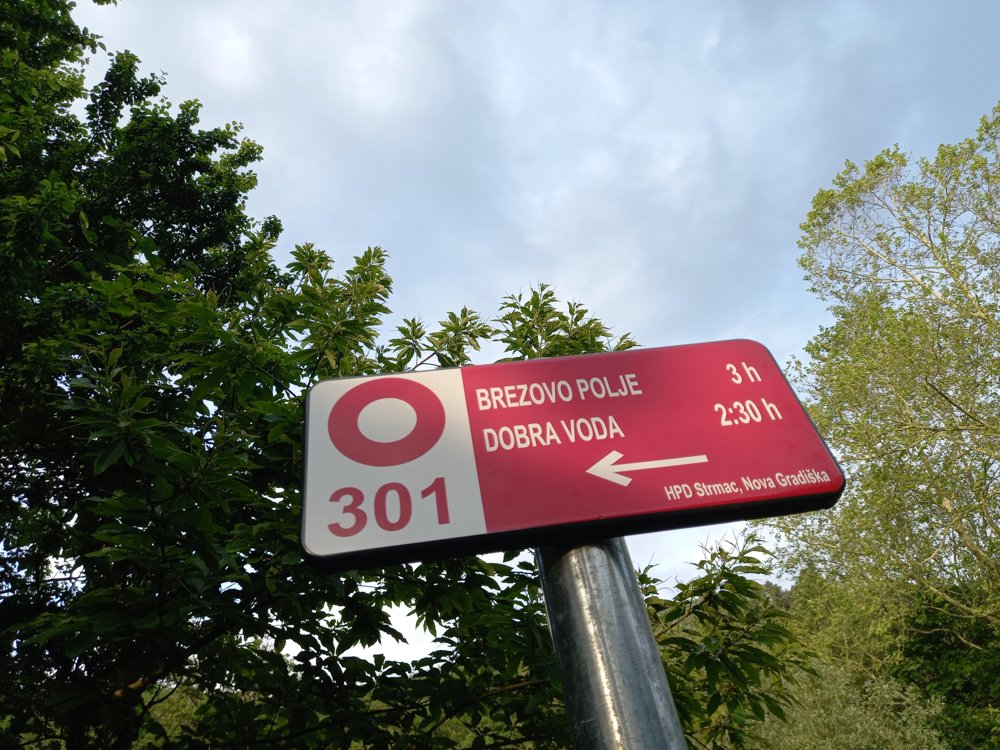 BREZOVO POLJE 3 h
DOBRA VODA 2:30 h
301
HPD Strmac, Nova Gradiška